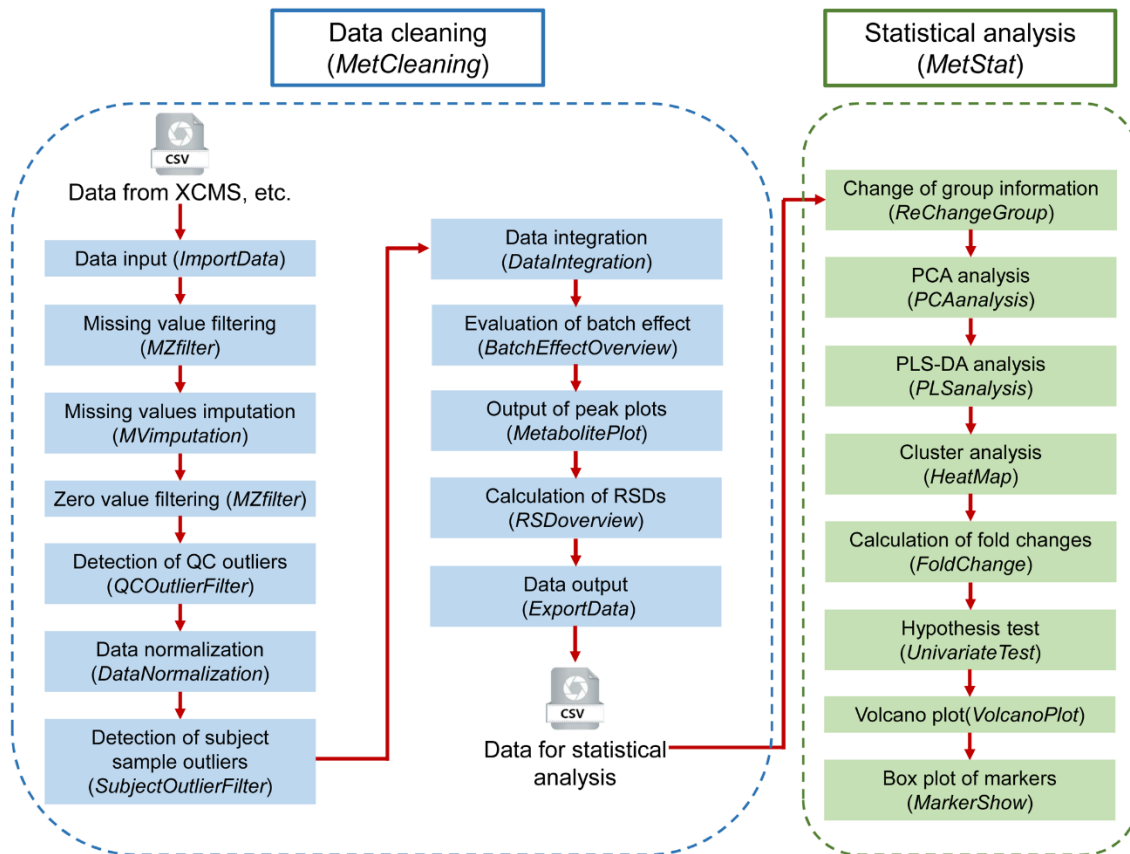 Data cleaning
(MetCleaning)
CSV
Data from XCMS, etc.
Data input (ImportData)
Missing value filtering
(MZfilter)
Missing values imputation
(MVimputation)
Zero value filtering (MZfilter)
Detection of QC outliers
(QCOutlierFilter)
Data normalization
(DataNormalization)
Detection of subject
sample outliers
(SubjectOutlierFilter)
Data integration
(DataIntegration)
Evaluation of batch effect
(BatchEffectOverview)
Output of peak plots
(MetabolitePlot)
Calculation of RSDs
(RSDoverview)
Data output
(ExportData)
CSV
Data for statistical
analysis
Statistical analysis
(MetStat)
Change of group information
(ReChangeGroup)
PCA analysis
(PCAanalysis)
PLS-DA analysis
(PLSanalysis)
Cluster analysis
(HeatMap)
Calculation of fold changes
(FoldChange)
Hypothesis test
(UnivariateTest)
Volcano plot(VolcanoPlot)
Box plot of markers
(MarkerShow)